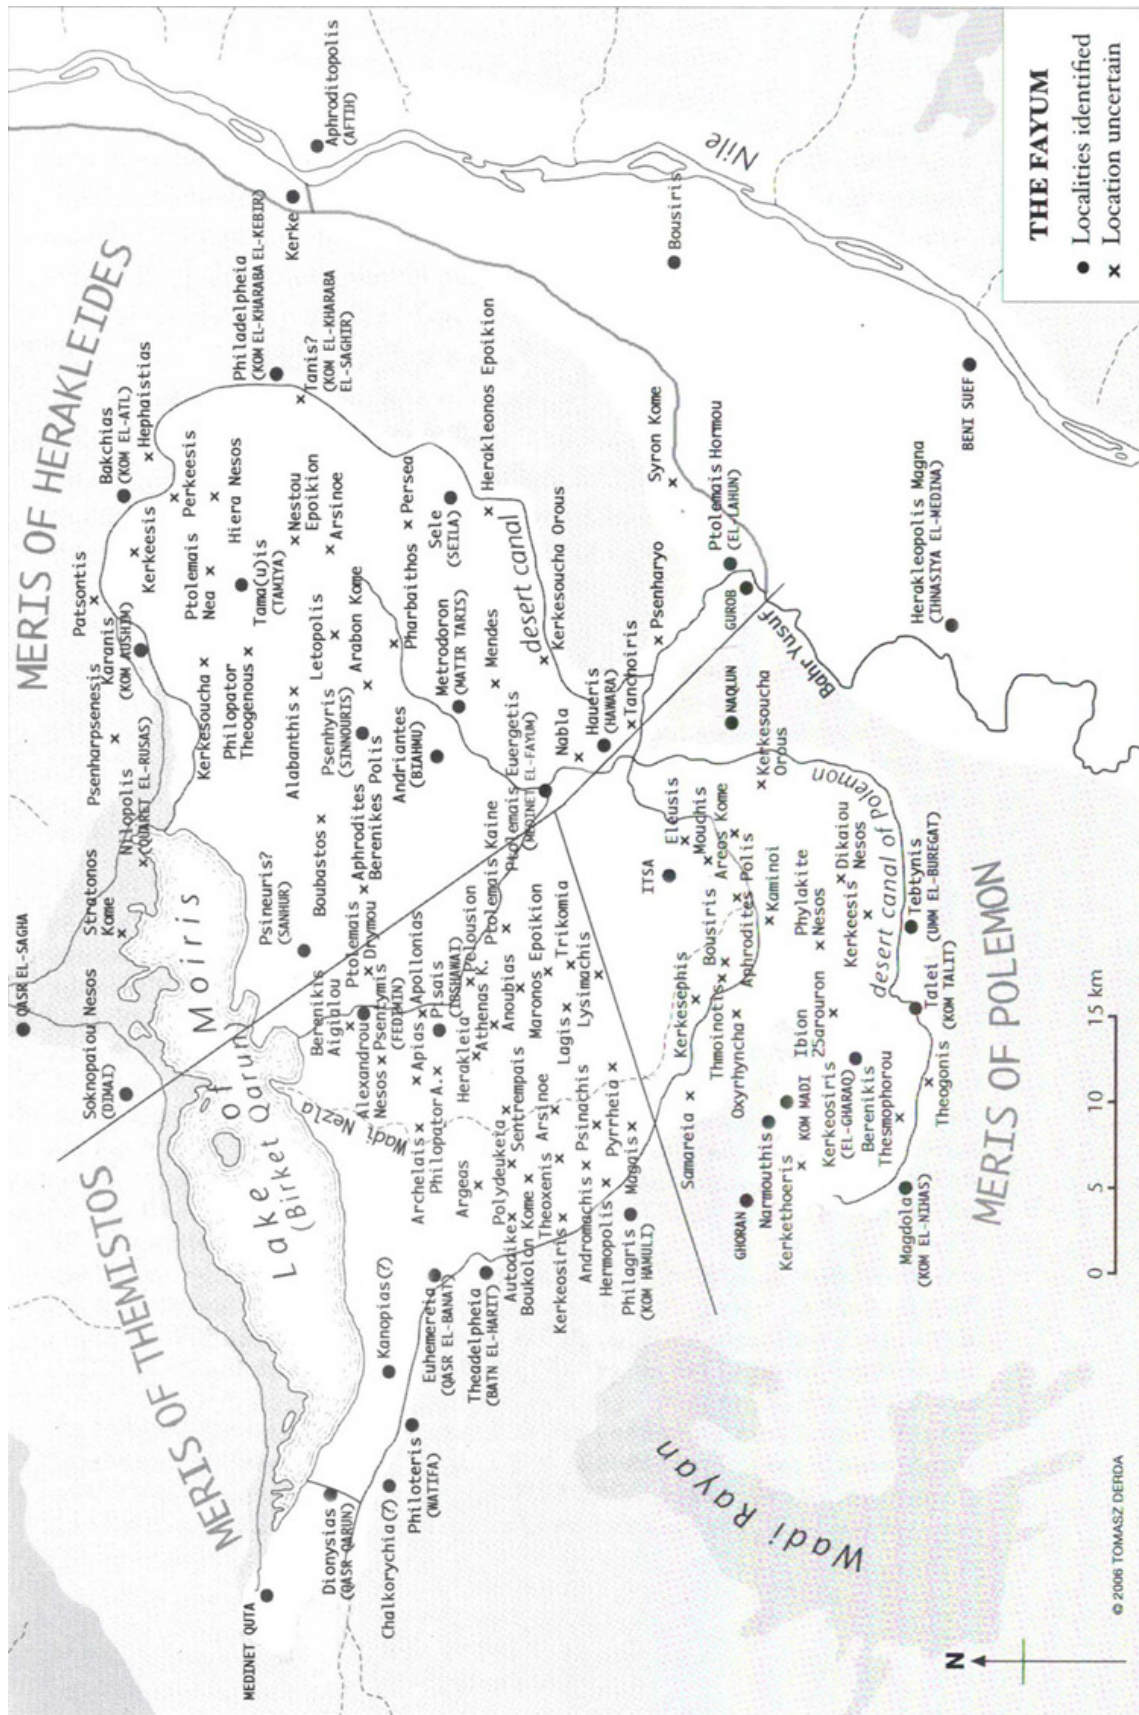 QASR EL-SAGHA
MERIS OF HERAKLEIDES
Patsontis
Soknopaiou Nesos
(DIMAI)
Stratonos
Kome
Psenharpsenesis
Karanis
(KOM AUSHIM)
Bakchias
(KOM EL-ATL)
Hephaistias
Nilopolis
(QUARET EL-RUSAS)
Kerkeesis
MERIS OF THEMISTOS
Lake of Moiris
(Birket Qarun)
Kerkesoucha
Ptolemais
Nea
Perkeesis
Hiera Nesos
Philopator
Theogenous
Tama(u)is
(TAMIYA)
Philadelpheia
(KOM EL-KHARABA EL-KEBIR)
Kerke
Aphroditopolis
(AFTIH)
Tanis?
(KOM EL-KHARABA
EL-SAGHIR)
MEDINET QUTA
Psineuris?
(SANHUR)
Alabanthis
Nestou
Epoikion
Letopolis
Arsinoe
Boubastos
Psenhyris
(SINNOURIS)
Arabon Kome
Dionysias
(QASR QARUN)
Berenikis
Aigialou
Ptolemais
Drymou
Aphrodites
Berenikes Polis
Alexandrou
Nesos
Psentymis
(FEDIMIN)
Wadi Nezla
Chalkorychia(?)
Kanopias(?)
Andriantes
(BIAHMU)
Pharbaithos
Persea
Philoteris
(WATIFA)
Archelais
Apias
Apollonias
Philopator A.
Pisais
(IBSHAWAI)
Euhemereia
(QASR EL-BANAT)
Metrodoron
(MATIR TARIS)
Sele
(SEILA)
Argeas
Herakleia
Pelousion
Athenas K.
Ptolemais Kaine
Theadelpheia
(BATN EL-HARIT)
Mendes
Herakleonos Epoikion
desert canal
Polydeukeia
Anoubias
Ptolemais Euergetis
(MEDINET EL-FAYUM)
Autodike
Sentrempais
Boukolon Kome
Maronos Epoikion
Theoxenis
Arsinoe
Kerkesoucha Orous
Kerkeosiris
Lagis
Trikomia
Nabla
Andromachis
Psinachis
Lysimachis
Haueris
(HAWARA)
Hermopolis
Pyrrheia
Philagris
(KOM HAMULI)
Magais
Tanchoiris
Psenharyo
Syron Kome
Bousiris
Nile
ITSA
Eleusis
Mouchis
Areos Kome
Samareia
Kerkesephis
Bousiris
Thmoinotis
Aphrodites Polis
Oxyrhyncha
Ptolemais Hormou
(EL-LAHUN)
GUROB
NAQLUN
Bahr Yusuf
GHORAN
Narmouthis
Kerkethoeris
KOM MADI
Kaminoi
Kerkesoucha
Orous
Ibion
25arouron
Phylakite
Nesos
Polemon
Kerkeosiris
(EL-GHARAQ)
Kerkeesis
Dikaiou
Nesos
Berenikis
Thesmophorou
desert canal of Polemon
Wadi Rayan
Magdola
(KOM EL-NIHAS)
Theogonis
Talei
(KOM TALIT)
Tebtynis
(UMM EL-BUREGAT)
Herakleopolis Magna
(IHNASIYA EL-MEDINA)
BENI SUEF
MERIS OF POLEMON
THE FAYUM
● Localities identified
× Location uncertain
N
0 5 10 15 km
© 2006 TOMASZ DERDA